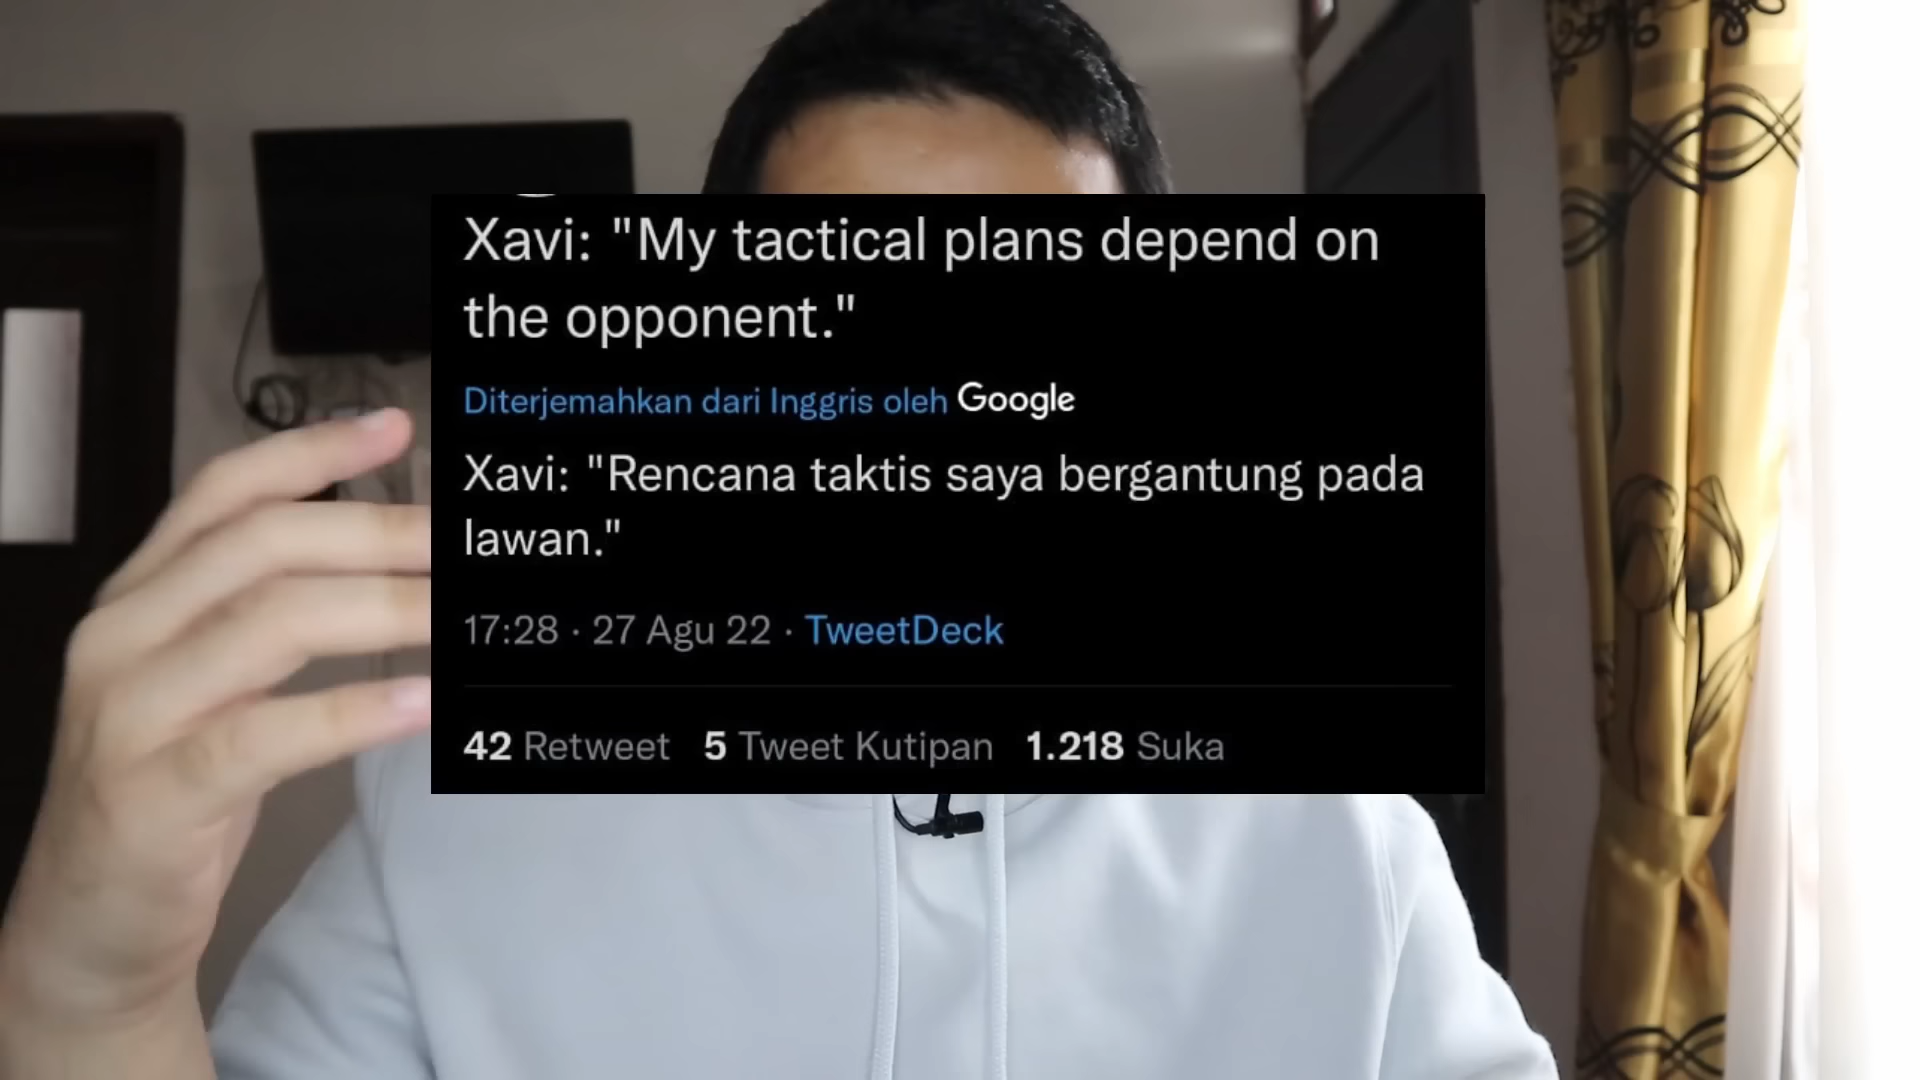 Xavi: "My tactical plans depend on
the opponent."
Diterjemahkan dari Inggris oleh Google
Xavi: "Rencana taktis saya bergantung pada
lawan."
17:28 · 27 Agu 22 · TweetDeck
42 Retweet 5 Tweet Kutipan 1.218 Suka